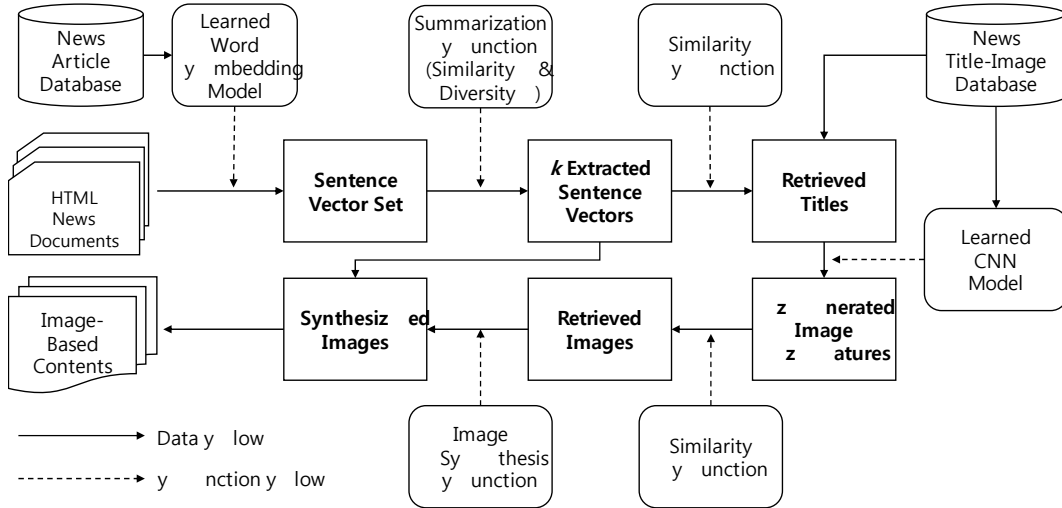 News
Article
Database
Learned
Word
y mbedding
Model
Summarization
y unction
(Similarity &
Diversity )
Similarity
y nction
News
Title-Image
Database
HTML
News
Documents
Sentence
Vector Set
k Extracted
Sentence
Vectors
Retrieved
Titles
Learned
CNN
Model
Image-
Based
Contents
Synthesiz ed
Images
Retrieved
Images
z nerated
Image
z atures
Image
Sy thesis
y unction
Similarity
y unction
Data y low
y nction y low